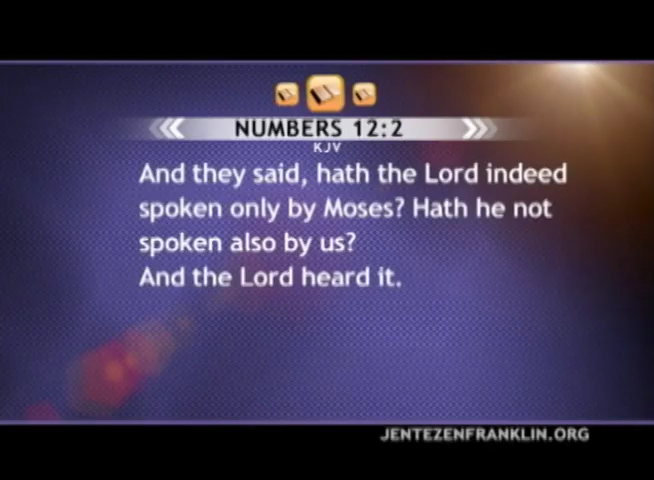 NUMBERS 12:2
KJV
And they said, hath the Lord indeed
spoken only by Moses? Hath he not
spoken also by us?
And the Lord heard it.
JENTEZENFRANKLIN.ORG